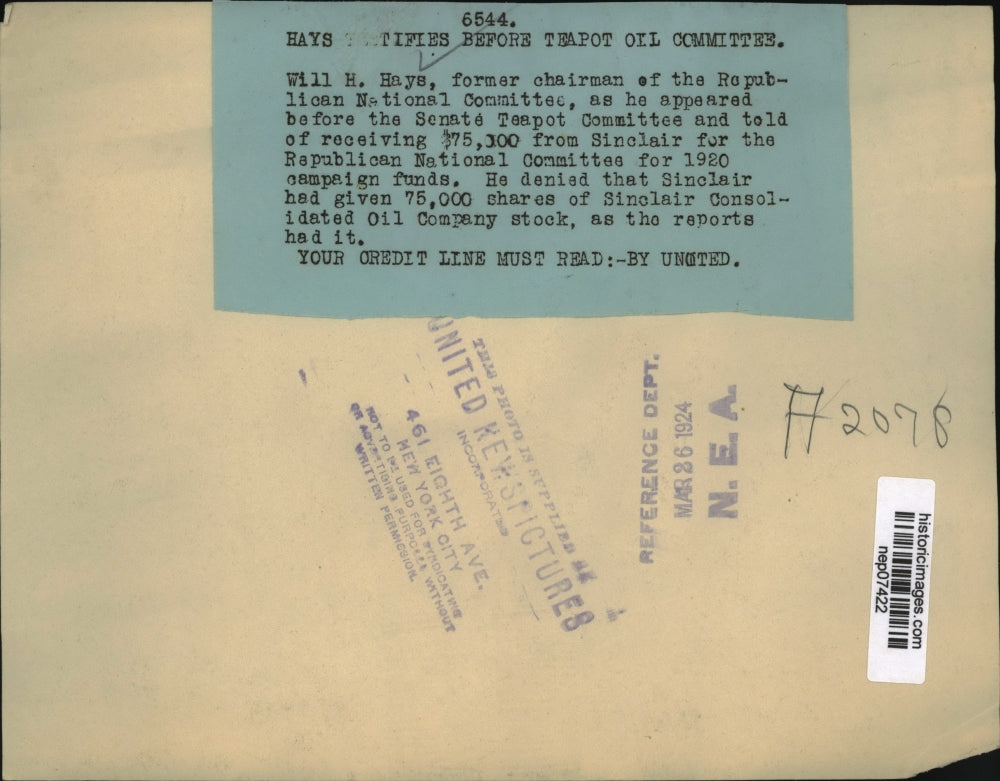 6544.
HAYS TIFIES BEFORE TEAPOT OIL COMMITTEE.
Will H. Hays, former chairman of the Repub-
lican National Committee, as he appeared
before the Senate Teapot Committee and told
of receiving $75,000 from Sinclair for the
Republican National Committee for 1920
campaign funds. He denied that Sinclair
had given 75,000 shares of Sinclair Consol-
idated Oil Company stock, as the reports
had it.
YOUR CREDIT LINE MUST READ:-BY UNITED.
THIS PHOTO IS SUPPLIED BY
UNITED NEWSPICTURES
INCORPORATED
461 EIGHTH AVE.
NEW YORK CITY
NOT TO BE USED FOR SYNDICATING
OR ADVERTISING PURPOSES WITHOUT
WRITTEN PERMISSION.
REFERENCE DEPT.
MAR 26 1924
N. E. A.
2078
historicimages.com
nep07422